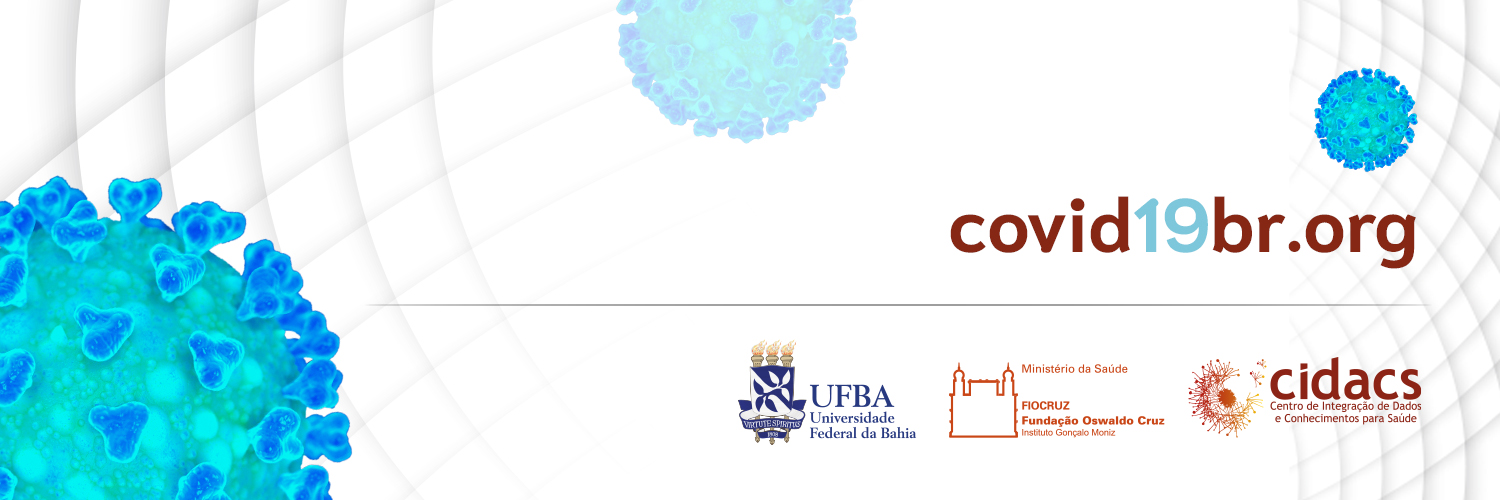 covid19br.org
VIRTUTE SPIRITUS
1808
UFBA
Universidade
Federal da Bahia
Ministério da Saúde
FIOCRUZ
Fundação Oswaldo Cruz
Instituto Gonçalo Moniz
cidacs
Centro de Integração de Dados
e Conhecimentos para Saúde